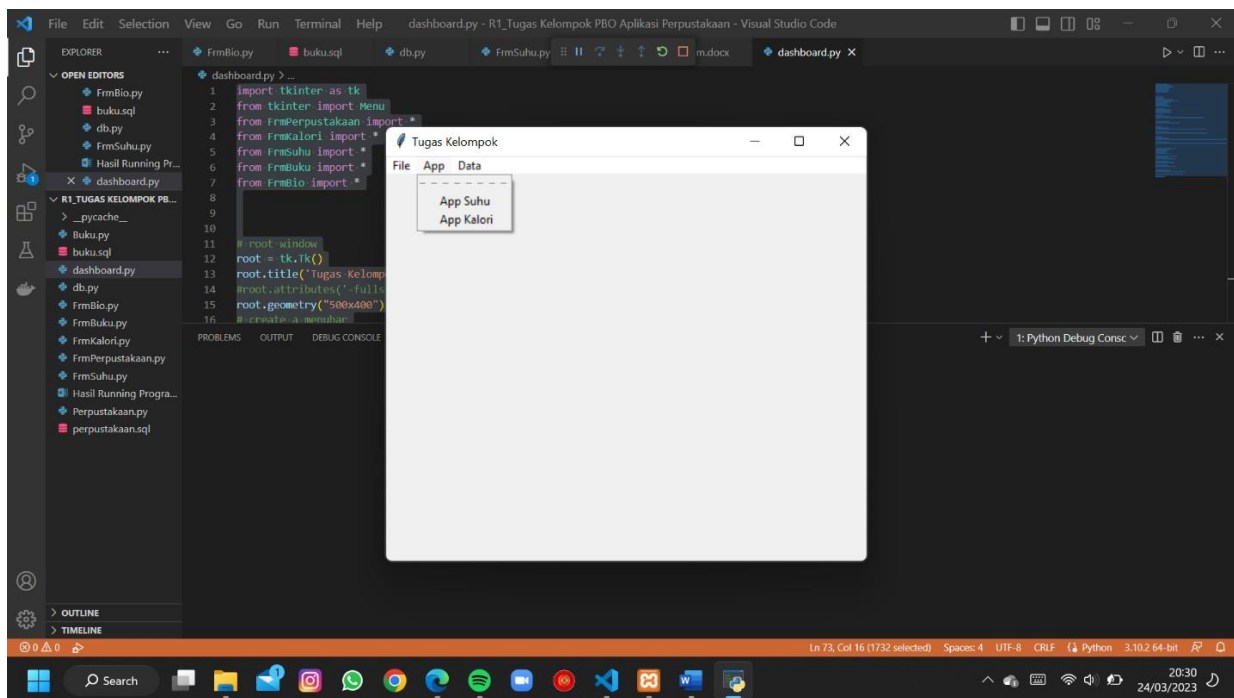 File Edit Selection View Go Run Terminal Help dashboard.py - R1_Tugas Kelompok PBO Aplikasi Perpustakaan - Visual Studio Code
EXPLORER ...
FrmBio.py buku.sql db.py FrmSuhu.py m.docx dashboard.py
OPEN EDITORS
FrmBio.py
buku.sql
db.py
FrmSuhu.py
Hasil Running Pr...
dashboard.py
R1_TUGAS KELOMPOK PB...
__pycache__
Buku.py
buku.sql
dashboard.py
db.py
FrmBio.py
FrmBuku.py
FrmKalori.py
FrmPerpustakaan.py
FrmSuhu.py
Hasil Running Progra...
Perpustakaan.py
perpustakaan.sql
OUTLINE
TIMELINE
dashboard.py > ...
1 import tkinter as tk
2 from tkinter import Menu
3 from FrmPerpustakaan import *
4 from FrmKalori import *
5 from FrmSuhu import *
6 from FrmBuku import *
7 from FrmBio import *
8
9
10
11 # root window
12 root = tk.Tk()
13 root.title('Tugas Kelomp
14 #root.attributes('-fulls
15 root.geometry("500x400")
16 # create a menubar
Tugas Kelompok
File App Data
App Suhu
App Kalori
PROBLEMS OUTPUT DEBUG CONSOLE
1: Python Debug Consc
0 0
Ln 73, Col 16 (1732 selected) Spaces: 4 UTF-8 CRLF Python 3.10.2 64-bit
Search
20:30
24/03/2023